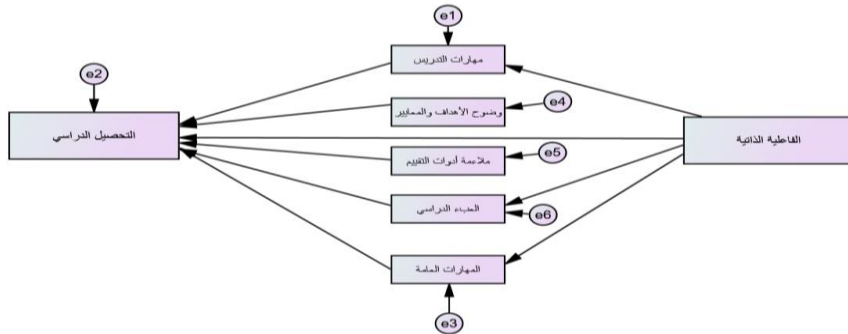 e1
مهارات التدريس
e2
وضوح الأهداف والمعايير
e4
التحصيل الدراسي
الفاعلية الذاتية
ملاءمة أدوات التقييم
e5
العبء الدراسي
e6
المهارات العامة
e3